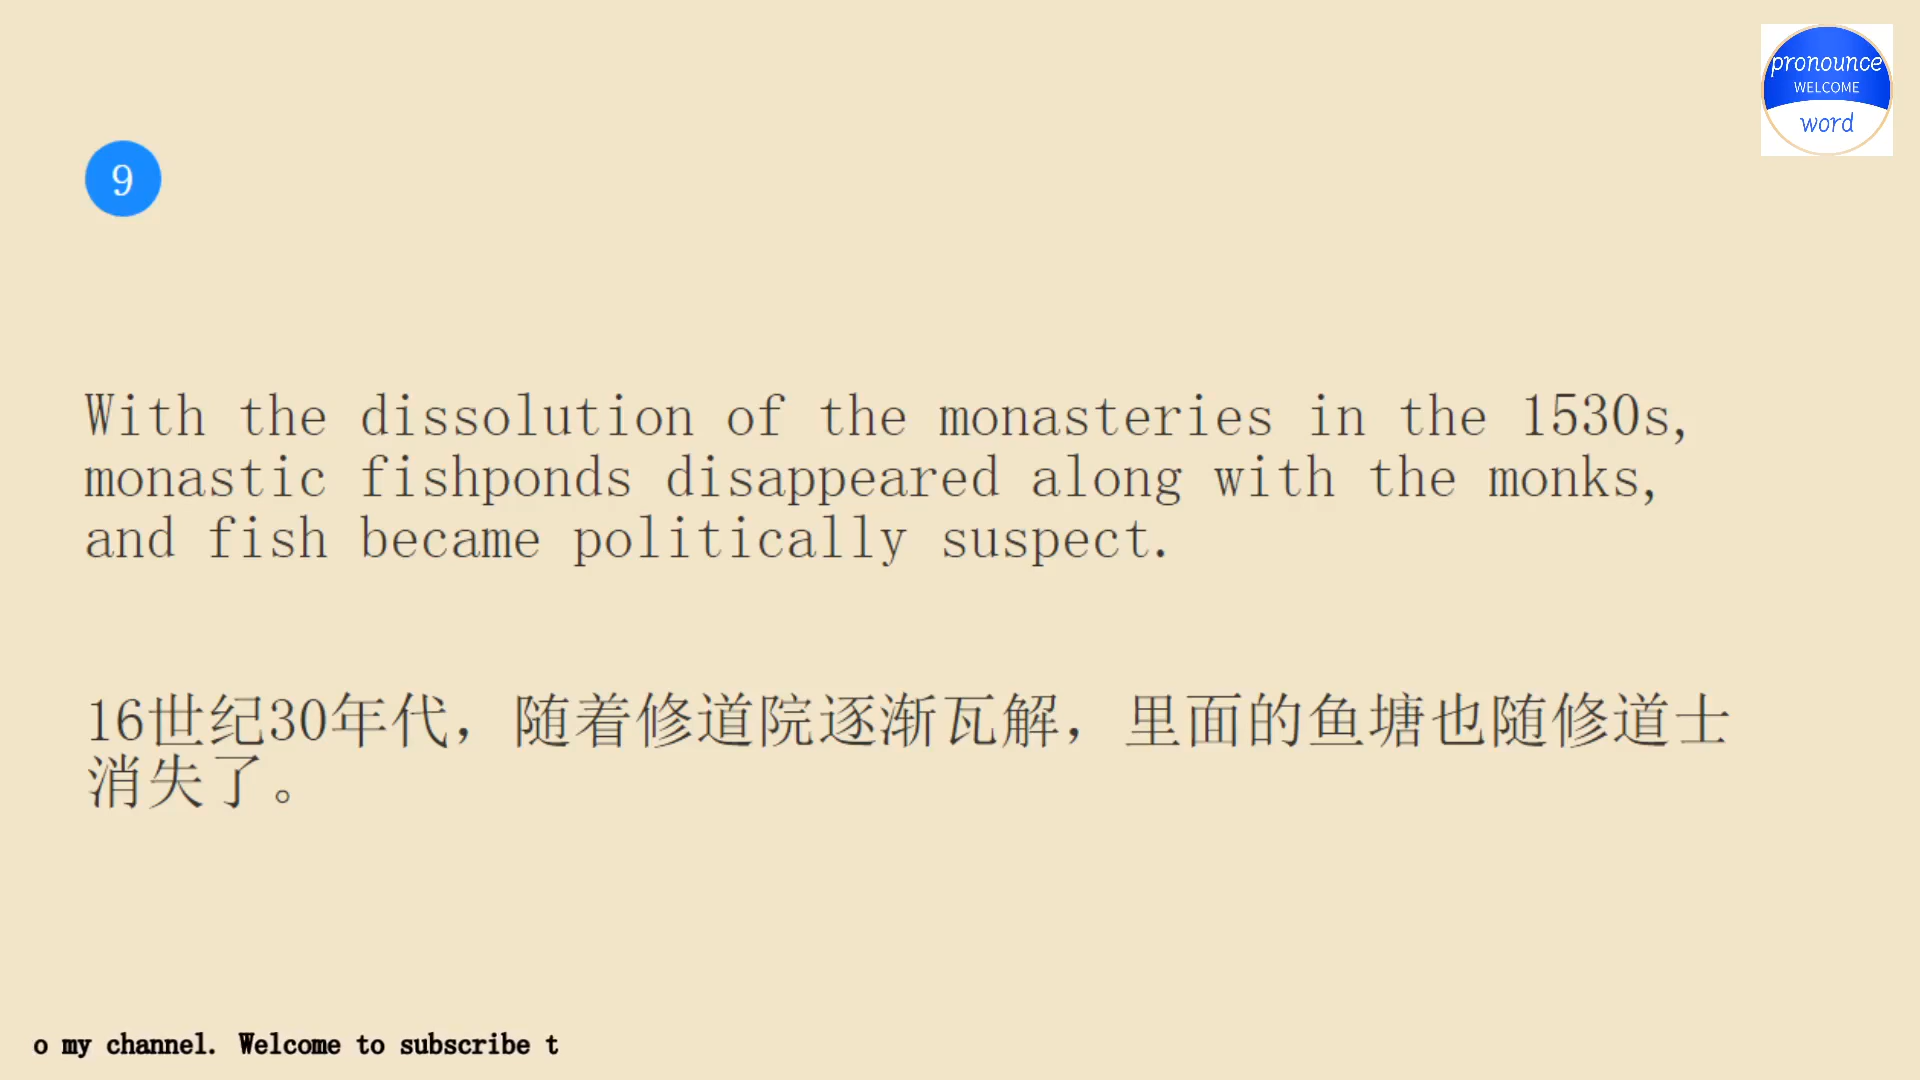 pronounce
WELCOME
word
9
With the dissolution of the monasteries in the 1530s,
monastic fishponds disappeared along with the monks,
and fish became politically suspect.
16世纪30年代，随着修道院逐渐瓦解，里面的鱼塘也随修道士
消失了。
o my channel. Welcome to subscribe t